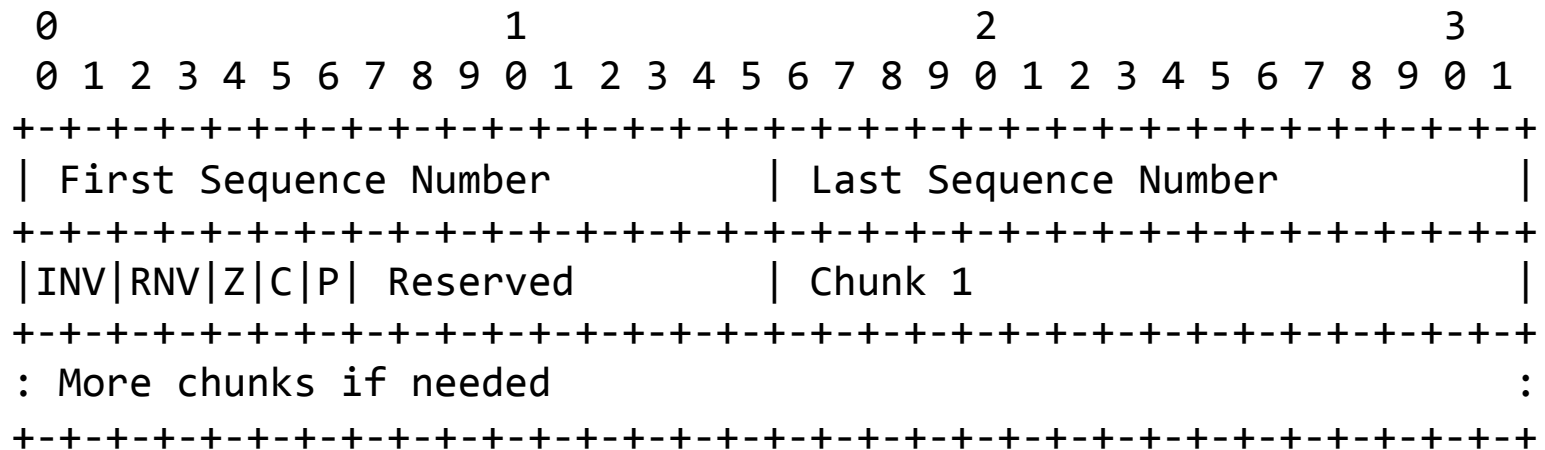 0                   1                   2                   3
 0 1 2 3 4 5 6 7 8 9 0 1 2 3 4 5 6 7 8 9 0 1 2 3 4 5 6 7 8 9 0 1
+-+-+-+-+-+-+-+-+-+-+-+-+-+-+-+-+-+-+-+-+-+-+-+-+-+-+-+-+-+-+-+-+
| First Sequence Number         | Last Sequence Number          |
+-+-+-+-+-+-+-+-+-+-+-+-+-+-+-+-+-+-+-+-+-+-+-+-+-+-+-+-+-+-+-+-+
|INV|RNV|Z|C|P| Reserved        | Chunk 1                       |
+-+-+-+-+-+-+-+-+-+-+-+-+-+-+-+-+-+-+-+-+-+-+-+-+-+-+-+-+-+-+-+-+
: More chunks if needed                                         :
+-+-+-+-+-+-+-+-+-+-+-+-+-+-+-+-+-+-+-+-+-+-+-+-+-+-+-+-+-+-+-+-+